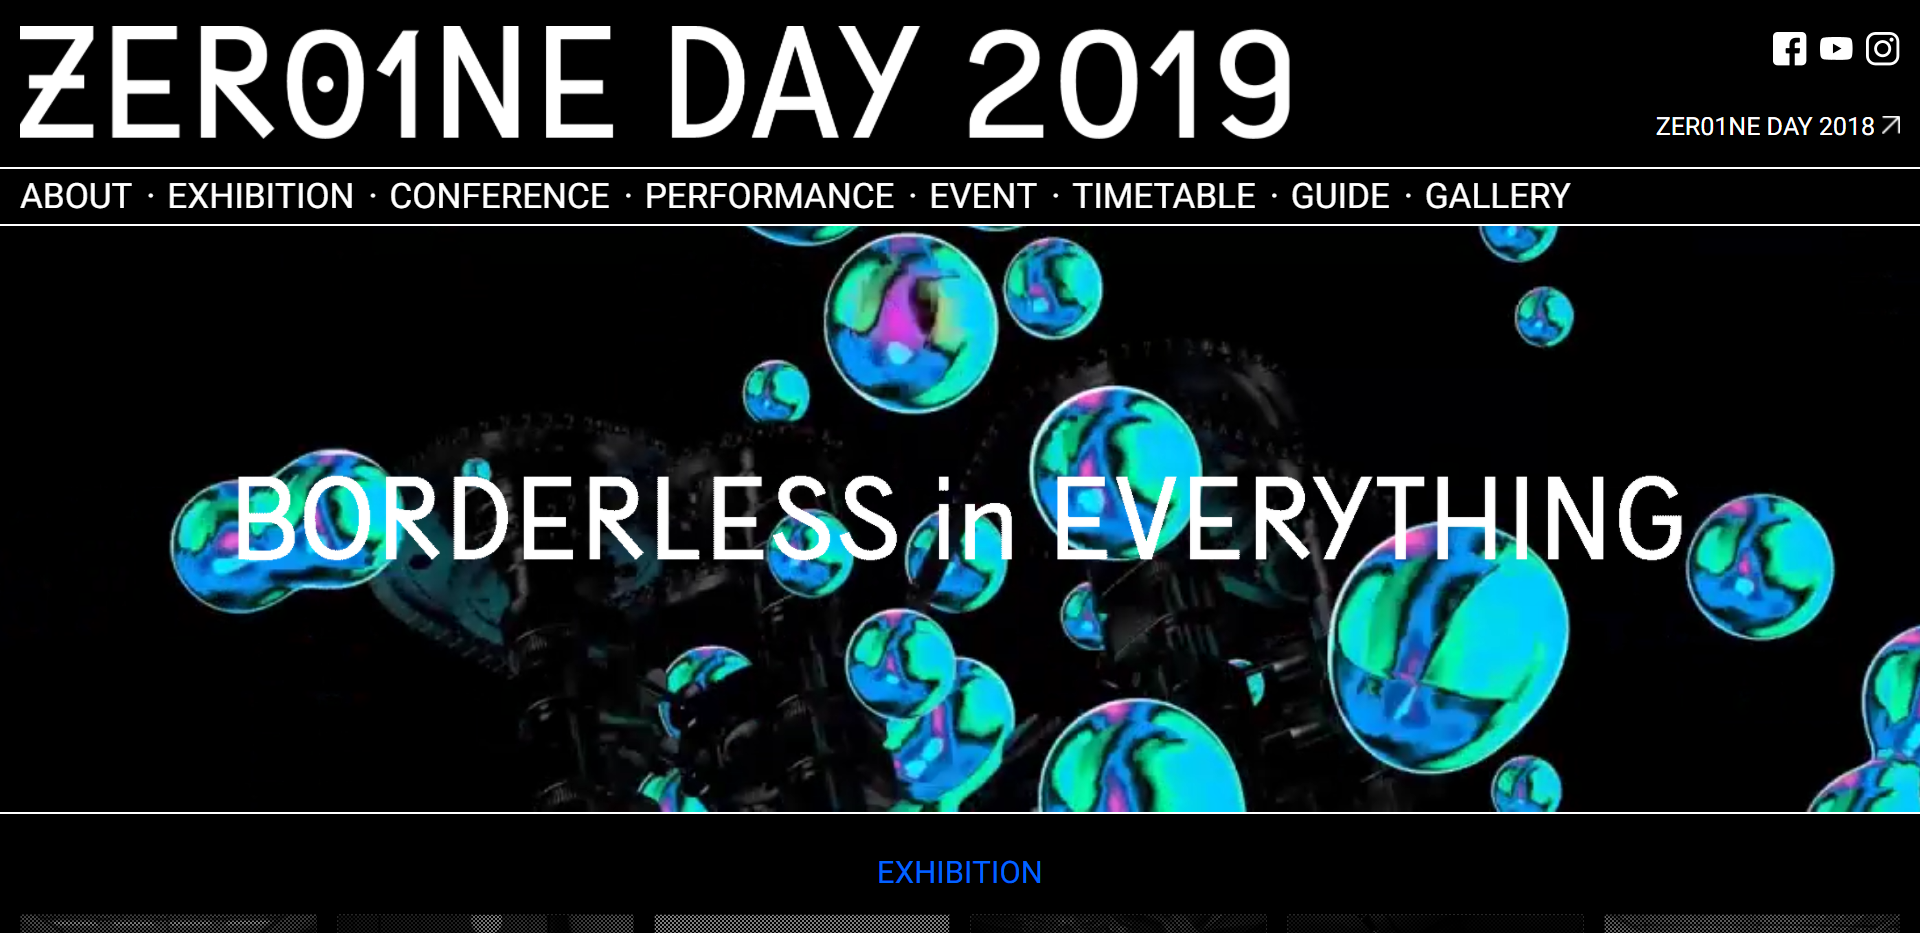 ZER01NE DAY 2019
ZER01NE DAY 2018
ABOUT · EXHIBITION · CONFERENCE · PERFORMANCE · EVENT · TIMETABLE · GUIDE · GALLERY
BORDERLESS in EVERYTHING
EXHIBITION